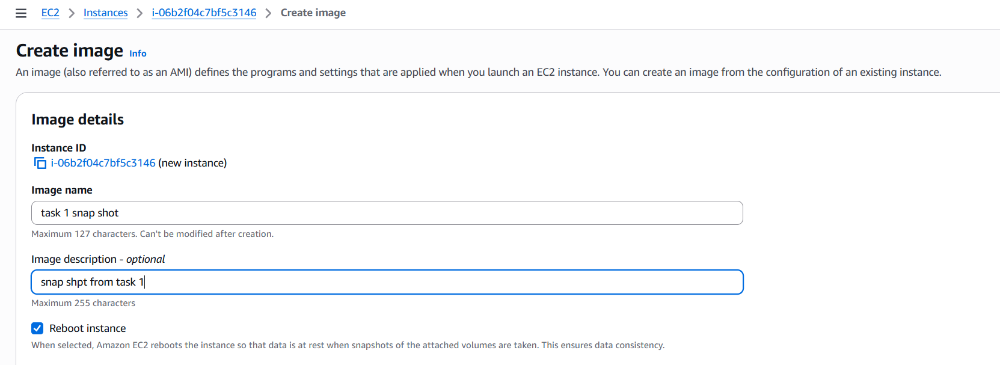 EC2 > Instances > i-06b2f04c7bf5c3146 > Create image
Create image Info
An image (also referred to as an AMI) defines the programs and settings that are applied when you launch an EC2 instance. You can create an image from the configuration of an existing instance.
Image details
Instance ID
i-06b2f04c7bf5c3146 (new instance)
Image name
task 1 snap shot
Maximum 127 characters. Can't be modified after creation.
Image description - optional
snap shpt from task 1
Maximum 255 characters
Reboot instance
When selected, Amazon EC2 reboots the instance so that data is at rest when snapshots of the attached volumes are taken. This ensures data consistency.